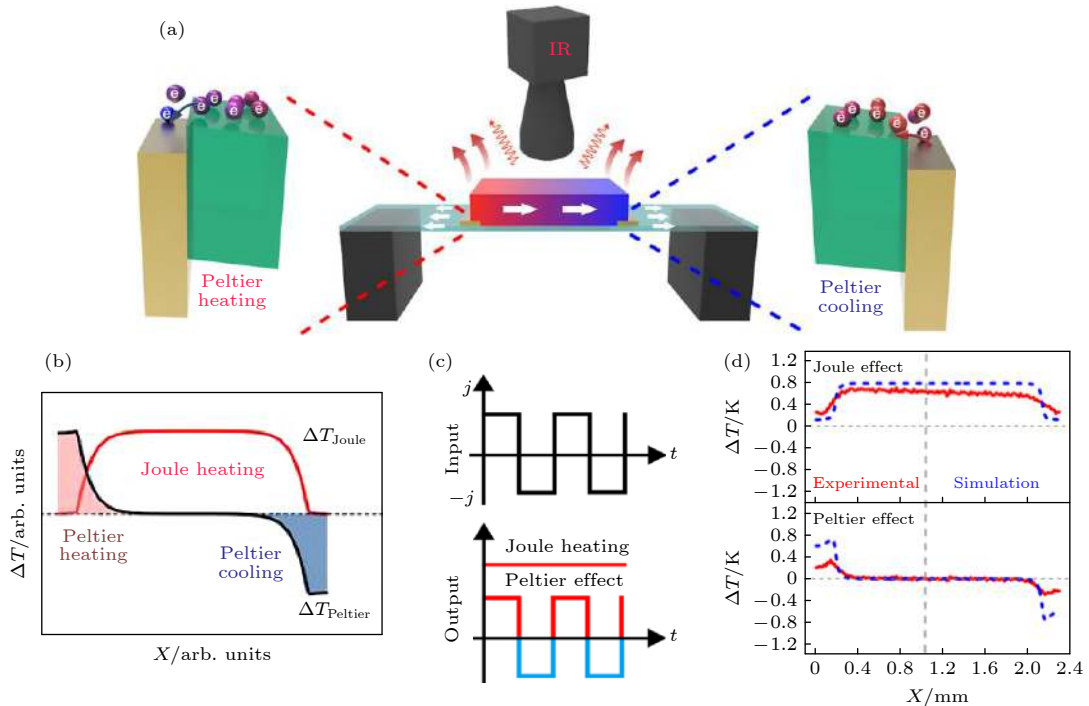 (a)
IR
e e e e e e
e e e e e e
Peltier
heating
Peltier
cooling
(b)
ΔT/arb. units
ΔT_Joule
Joule heating
Peltier
heating
Peltier
cooling
ΔT_Peltier
X/arb. units
(c)
j
Input
t
−j
Joule heating
Peltier effect
Output
t
(d)
1.2
Joule effect
0.8
0.4
ΔT/K
0
−0.4
−0.8
−1.2
Experimental
Simulation
1.2
Peltier effect
0.8
0.4
ΔT/K
0
−0.4
−0.8
−1.2
0 0.4 0.8 1.2 1.6 2.0 2.4
X/mm